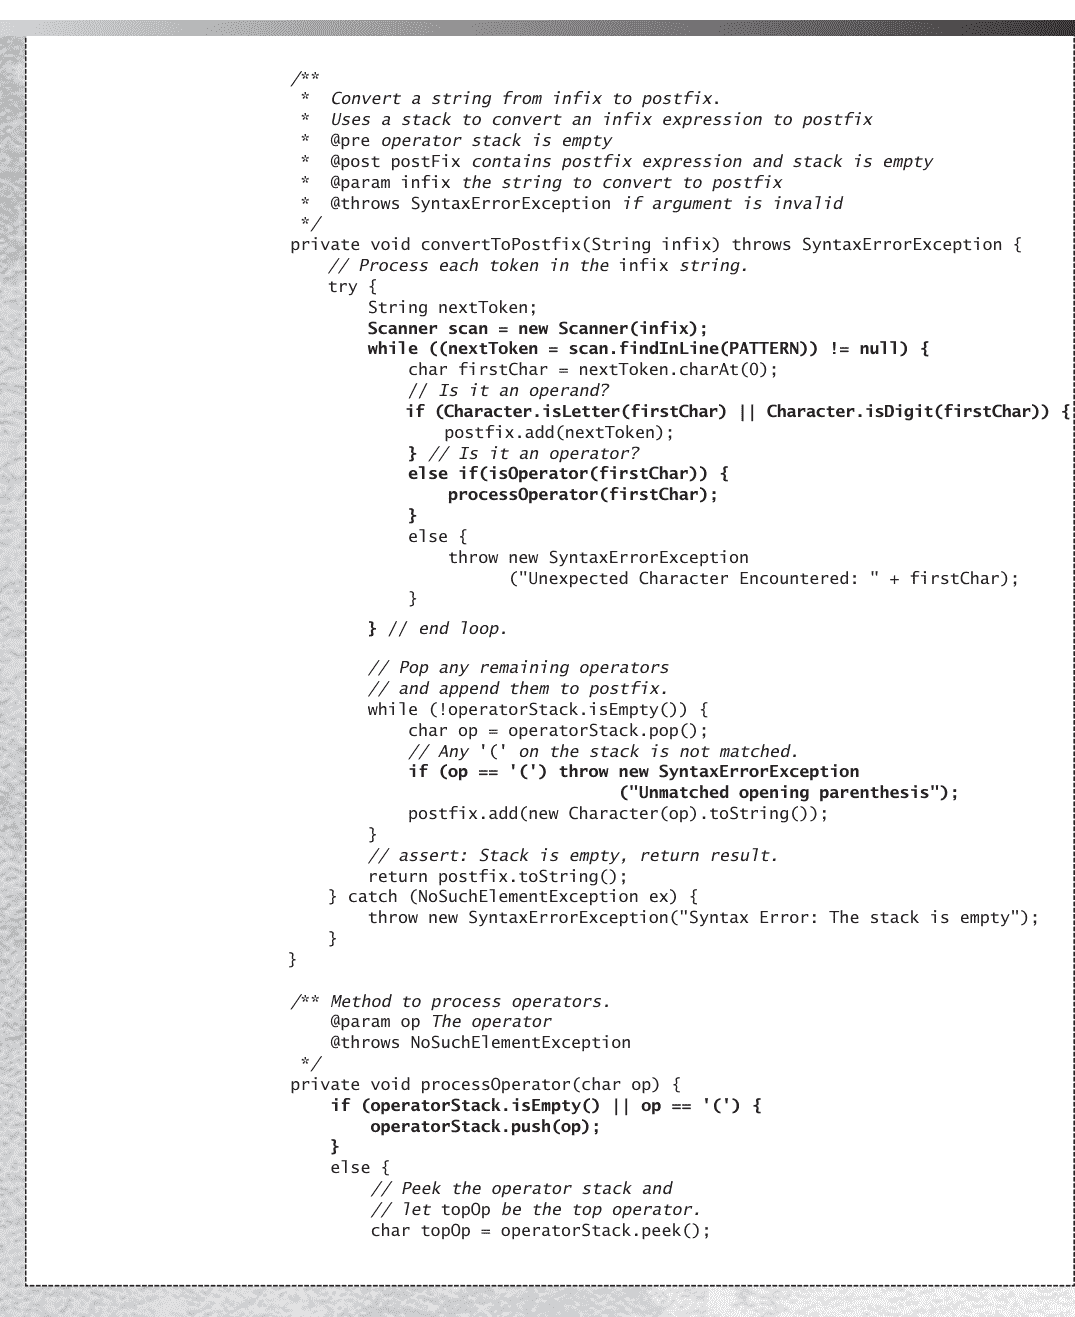 /**
 *  Convert a string from infix to postfix.
 *  Uses a stack to convert an infix expression to postfix
 *  @pre operator stack is empty
 *  @post postFix contains postfix expression and stack is empty
 *  @param infix the string to convert to postfix
 *  @throws SyntaxErrorException if argument is invalid
 */
private void convertToPostfix(String infix) throws SyntaxErrorException {
    // Process each token in the infix string.
    try {
        String nextToken;
        Scanner scan = new Scanner(infix);
        while ((nextToken = scan.findInLine(PATTERN)) != null) {
            char firstChar = nextToken.charAt(0);
            // Is it an operand?
            if (Character.isLetter(firstChar) || Character.isDigit(firstChar)) {
                postfix.add(nextToken);
            } // Is it an operator?
            else if(isOperator(firstChar)) {
                processOperator(firstChar);
            }
            else {
                throw new SyntaxErrorException
                      ("Unexpected Character Encountered: " + firstChar);
            }
        } // end loop.
        // Pop any remaining operators
        // and append them to postfix.
        while (!operatorStack.isEmpty()) {
            char op = operatorStack.pop();
            // Any '(' on the stack is not matched.
            if (op == '(') throw new SyntaxErrorException
                                 ("Unmatched opening parenthesis");
            postfix.add(new Character(op).toString());
        }
        // assert: Stack is empty, return result.
        return postfix.toString();
    } catch (NoSuchElementException ex) {
        throw new SyntaxErrorException("Syntax Error: The stack is empty");
    }
}
/** Method to process operators.
    @param op The operator
    @throws NoSuchElementException
 */
private void processOperator(char op) {
    if (operatorStack.isEmpty() || op == '(') {
        operatorStack.push(op);
    }
    else {
        // Peek the operator stack and
        // let topOp be the top operator.
        char topOp = operatorStack.peek();